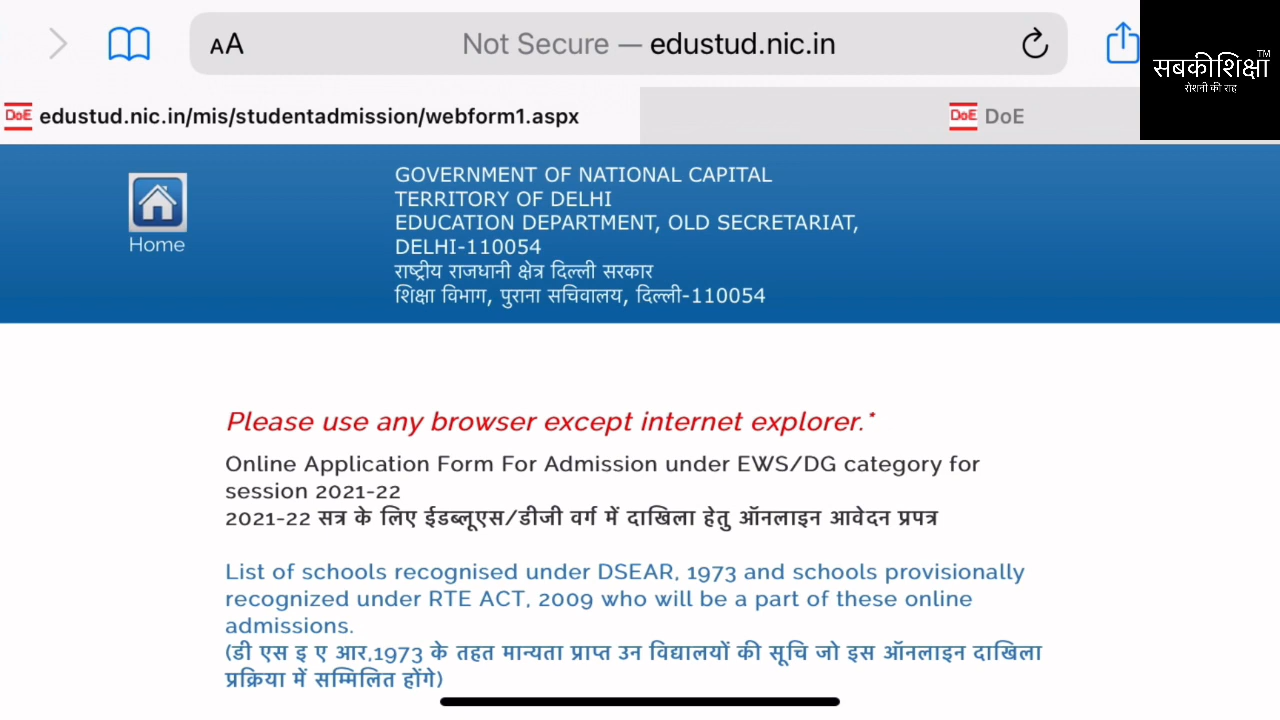 AA
Not Secure — edustud.nic.in
सबकीशिक्षा TM
रोशनी की राह
DoE edustud.nic.in/mis/studentadmission/webform1.aspx
DoE DoE
Home
GOVERNMENT OF NATIONAL CAPITAL
TERRITORY OF DELHI
EDUCATION DEPARTMENT, OLD SECRETARIAT,
DELHI-110054
राष्ट्रीय राजधानी क्षेत्र दिल्ली सरकार
शिक्षा विभाग, पुराना सचिवालय, दिल्ली-110054
Please use any browser except internet explorer.*
Online Application Form For Admission under EWS/DG category for
session 2021-22
2021-22 सत्र के लिए ईडब्लूएस/डीजी वर्ग में दाखिला हेतु ऑनलाइन आवेदन प्रपत्र
List of schools recognised under DSEAR, 1973 and schools provisionally
recognized under RTE ACT, 2009 who will be a part of these online
admissions.
(डी एस इ ए आर,1973 के तहत मान्यता प्राप्त उन विद्यालयों की सूचि जो इस ऑनलाइन दाखिला
प्रक्रिया में सम्मिलित होंगे)